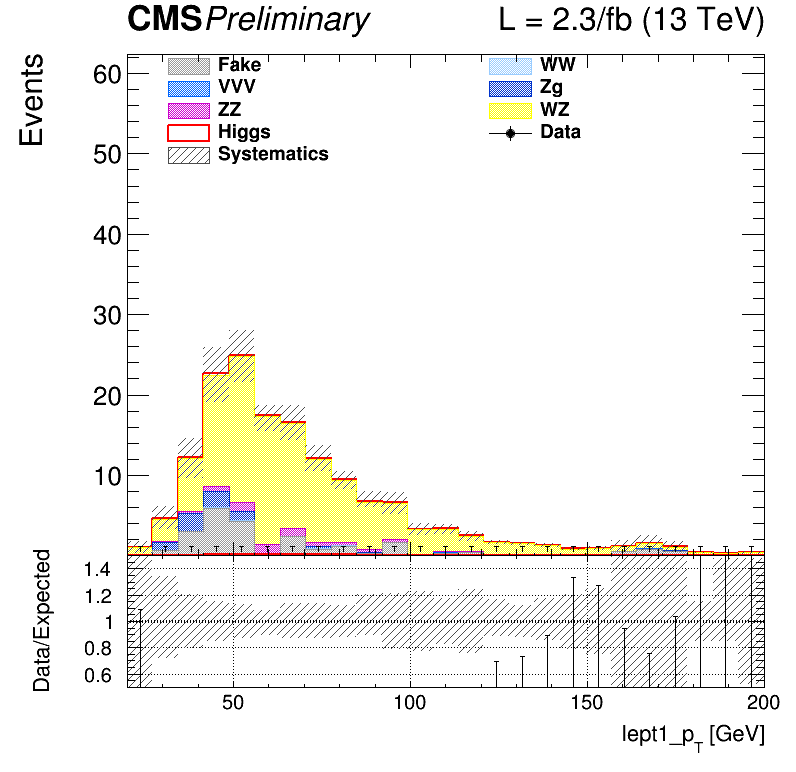 CMS Preliminary L = 2.3/fb (13 TeV)
Events
60
50
40
30
20
10
Fake WW
VVV Zg
ZZ WZ
Higgs Data
Systematics
Data/Expected
1.4
1.2
1
0.8
0.6
50 100 150 200
lept1_p_T [GeV]